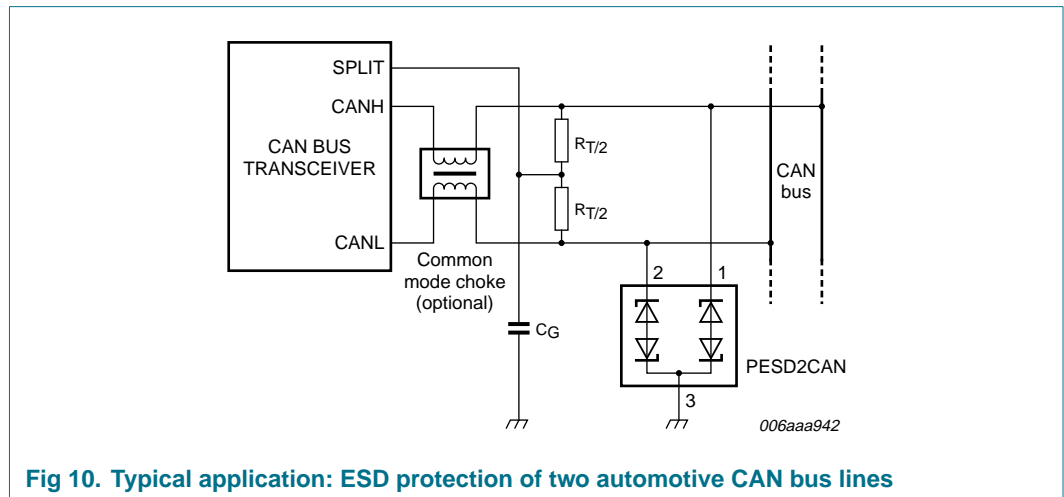 SPLIT
CANH
CAN BUS
TRANSCEIVER
CANL
Common
mode choke
(optional)
RT/2
RT/2
CG
CAN
bus
2
1
PESD2CAN
3
006aaa942
Fig 10. Typical application: ESD protection of two automotive CAN bus lines